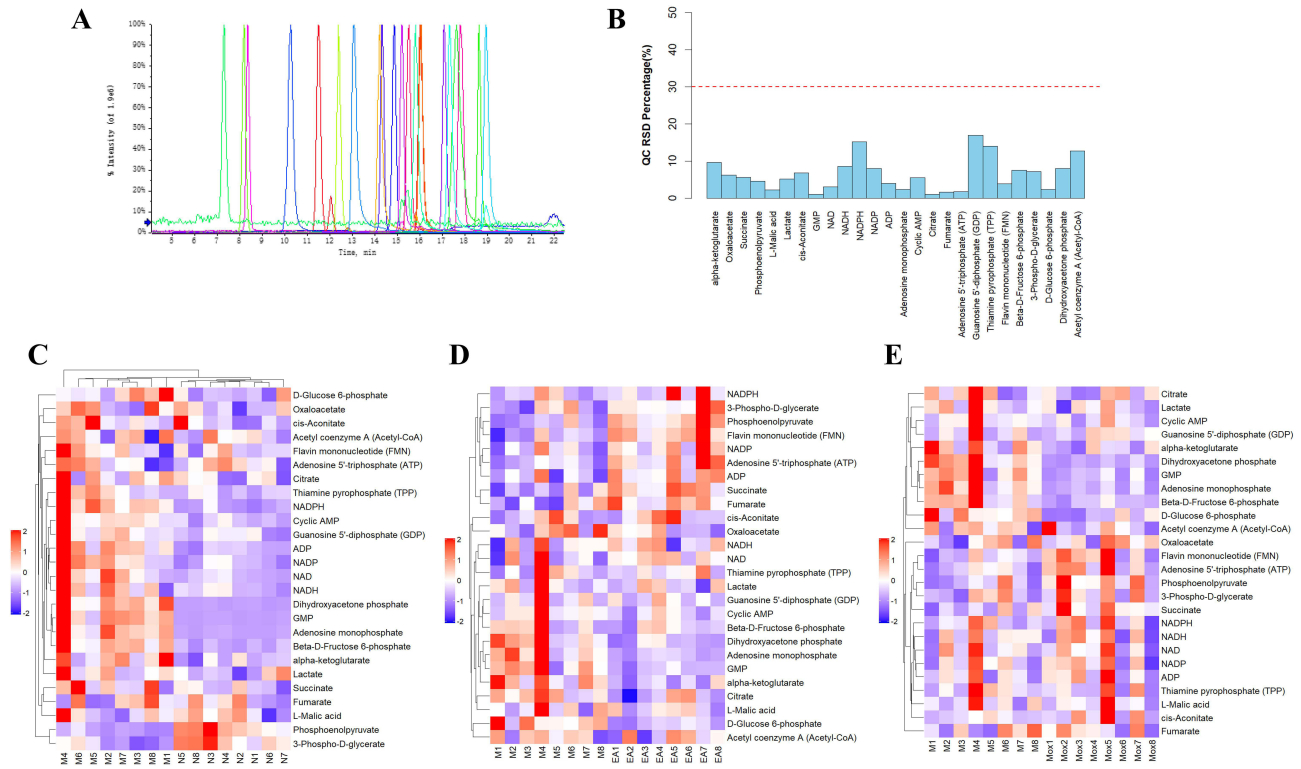 A
% Intensity (of 1.9e6)
100%
90%
80%
70%
60%
50%
40%
30%
20%
10%
0%
5 6 7 8 9 10 11 12 13 14 15 16 17 18 19 20 21 22
Time, min
B
QC RSD Percentage(%)
50
40
30
20
10
0
alpha-ketoglutarate
Oxaloacetate
Succinate
Phosphoenolpyruvate
L-Malic acid
Lactate
cis-Aconitate
GMP
NAD
NADH
NADPH
NADP
ADP
Adenosine monophosphate
Cyclic AMP
Citrate
Fumarate
Adenosine 5'-triphosphate (ATP)
Guanosine 5'-diphosphate (GDP)
Thiamine pyrophosphate (TPP)
Flavin mononucleotide (FMN)
Beta-D-Fructose 6-phosphate
3-Phospho-D-glycerate
D-Glucose 6-phosphate
Dihydroxyacetone phosphate
Acetyl coenzyme A (Acetyl-CoA)
C
D-Glucose 6-phosphate
Oxaloacetate
cis-Aconitate
Acetyl coenzyme A (Acetyl-CoA)
Flavin mononucleotide (FMN)
Adenosine 5'-triphosphate (ATP)
Citrate
Thiamine pyrophosphate (TPP)
NADPH
Cyclic AMP
Guanosine 5'-diphosphate (GDP)
ADP
NADP
NAD
NADH
Dihydroxyacetone phosphate
GMP
Adenosine monophosphate
Beta-D-Fructose 6-phosphate
alpha-ketoglutarate
Lactate
Succinate
Fumarate
L-Malic acid
Phosphoenolpyruvate
3-Phospho-D-glycerate
2
1
0
-1
-2
M4 M6 M5 M2 M7 M3 M8 M1 N5 N8 N3 N4 N2 N1 N6 N7
D
NADPH
3-Phospho-D-glycerate
Phosphoenolpyruvate
Flavin mononucleotide (FMN)
NADP
Adenosine 5'-triphosphate (ATP)
ADP
Succinate
Fumarate
cis-Aconitate
Oxaloacetate
NADH
NAD
Thiamine pyrophosphate (TPP)
Lactate
Guanosine 5'-diphosphate (GDP)
Cyclic AMP
Beta-D-Fructose 6-phosphate
Dihydroxyacetone phosphate
Adenosine monophosphate
GMP
alpha-ketoglutarate
Citrate
L-Malic acid
D-Glucose 6-phosphate
Acetyl coenzyme A (Acetyl-CoA)
2
1
0
-1
-2
M1 M2 M3 M4 M5 M6 M7 M8 EA1 EA2 EA3 EA4 EA5 EA6 EA7 EA8
E
Citrate
Lactate
Cyclic AMP
Guanosine 5'-diphosphate (GDP)
alpha-ketoglutarate
Dihydroxyacetone phosphate
GMP
Adenosine monophosphate
Beta-D-Fructose 6-phosphate
D-Glucose 6-phosphate
Acetyl coenzyme A (Acetyl-CoA)
Oxaloacetate
Flavin mononucleotide (FMN)
Adenosine 5'-triphosphate (ATP)
Phosphoenolpyruvate
3-Phospho-D-glycerate
Succinate
NADPH
NADH
NAD
NADP
ADP
Thiamine pyrophosphate (TPP)
L-Malic acid
cis-Aconitate
Fumarate
2
1
0
-1
-2
M1 M2 M3 M4 M5 M6 M7 M8 Mox1 Mox2 Mox3 Mox4 Mox5 Mox6 Mox7 Mox8